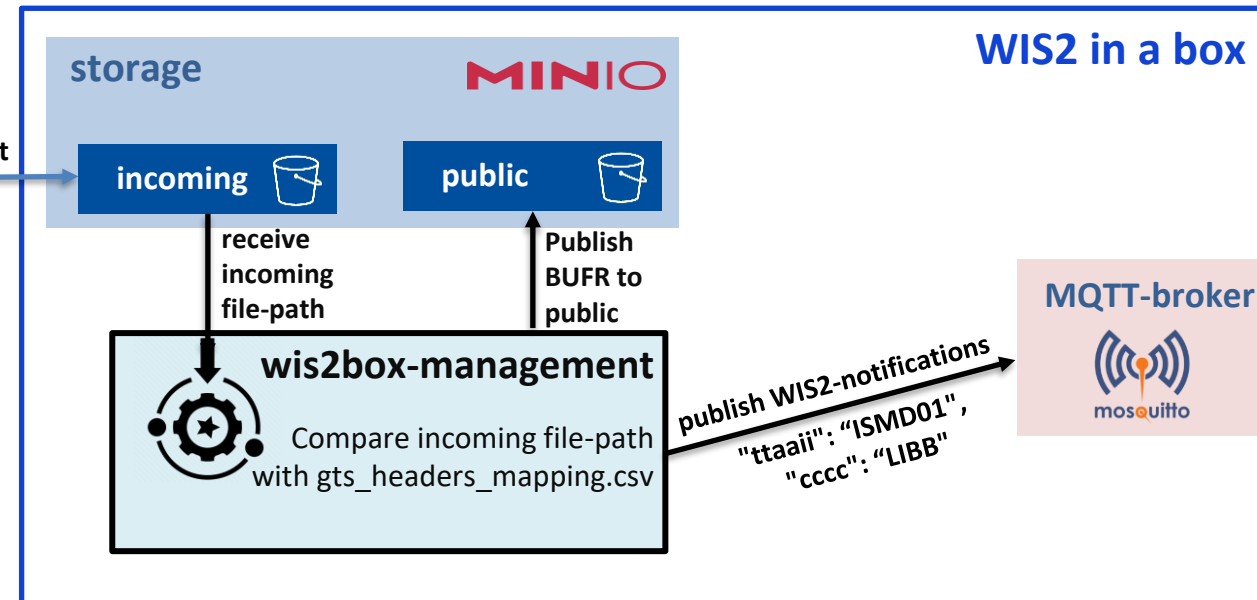 WIS2 in a box
storage
MINIO
t
incoming
public
receive
incoming
file-path
Publish
BUFR to
public
MQTT-broker
mosquitto
wis2box-management
Compare incoming file-path
with gts_headers_mapping.csv
publish WIS2-notifications
"ttaaii": “ISMD01",
"cccc": “LIBB"